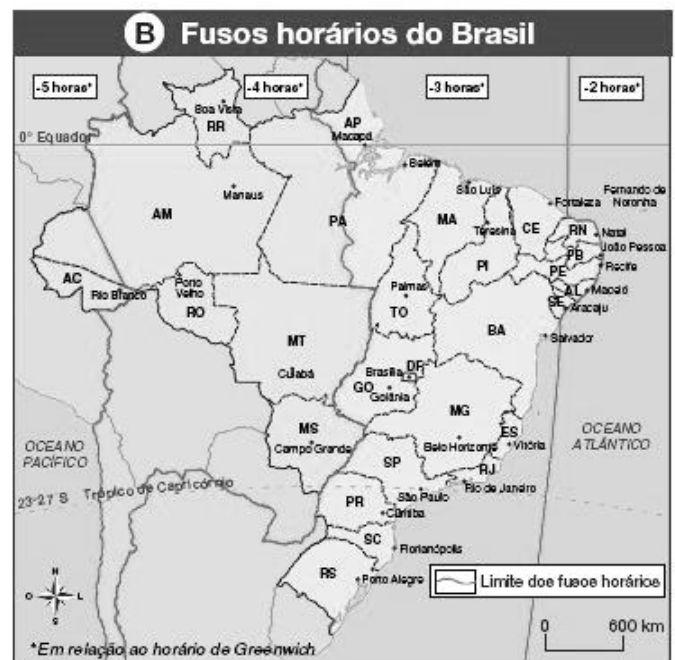 B Fusos horários do Brasil
-5 horas* -4 horas* -3 horas* -2 horas*
Boa Vista
RR
AP
Macapá
0° Equador
Belém
São Luís
Fortaleza
Fernando de
Noronha
Manaus
AM
PA
MA
Teresina
CE
RN
Natal
PB
João Pessoa
PI
PE
Recife
AC
Rio Branco
Porto
Velho
RO
Palmas
TO
AL
Maceió
SE
Aracaju
BA
Salvador
MT
Cuiabá
Brasília
DF
GO
Goiânia
MG
Belo Horizonte
ES
Vitória
MS
Campo Grande
OCEANO
PACÍFICO
OCEANO
ATLÂNTICO
SP
RJ
Rio de Janeiro
São Paulo
23-27 S Trópico de Capricórnio
PR
Curitiba
SC
Florianópolis
RS
Porto Alegre
Limite dos fusos horários
N
O L
S
0 600 km
*Em relação ao horário de Greenwich